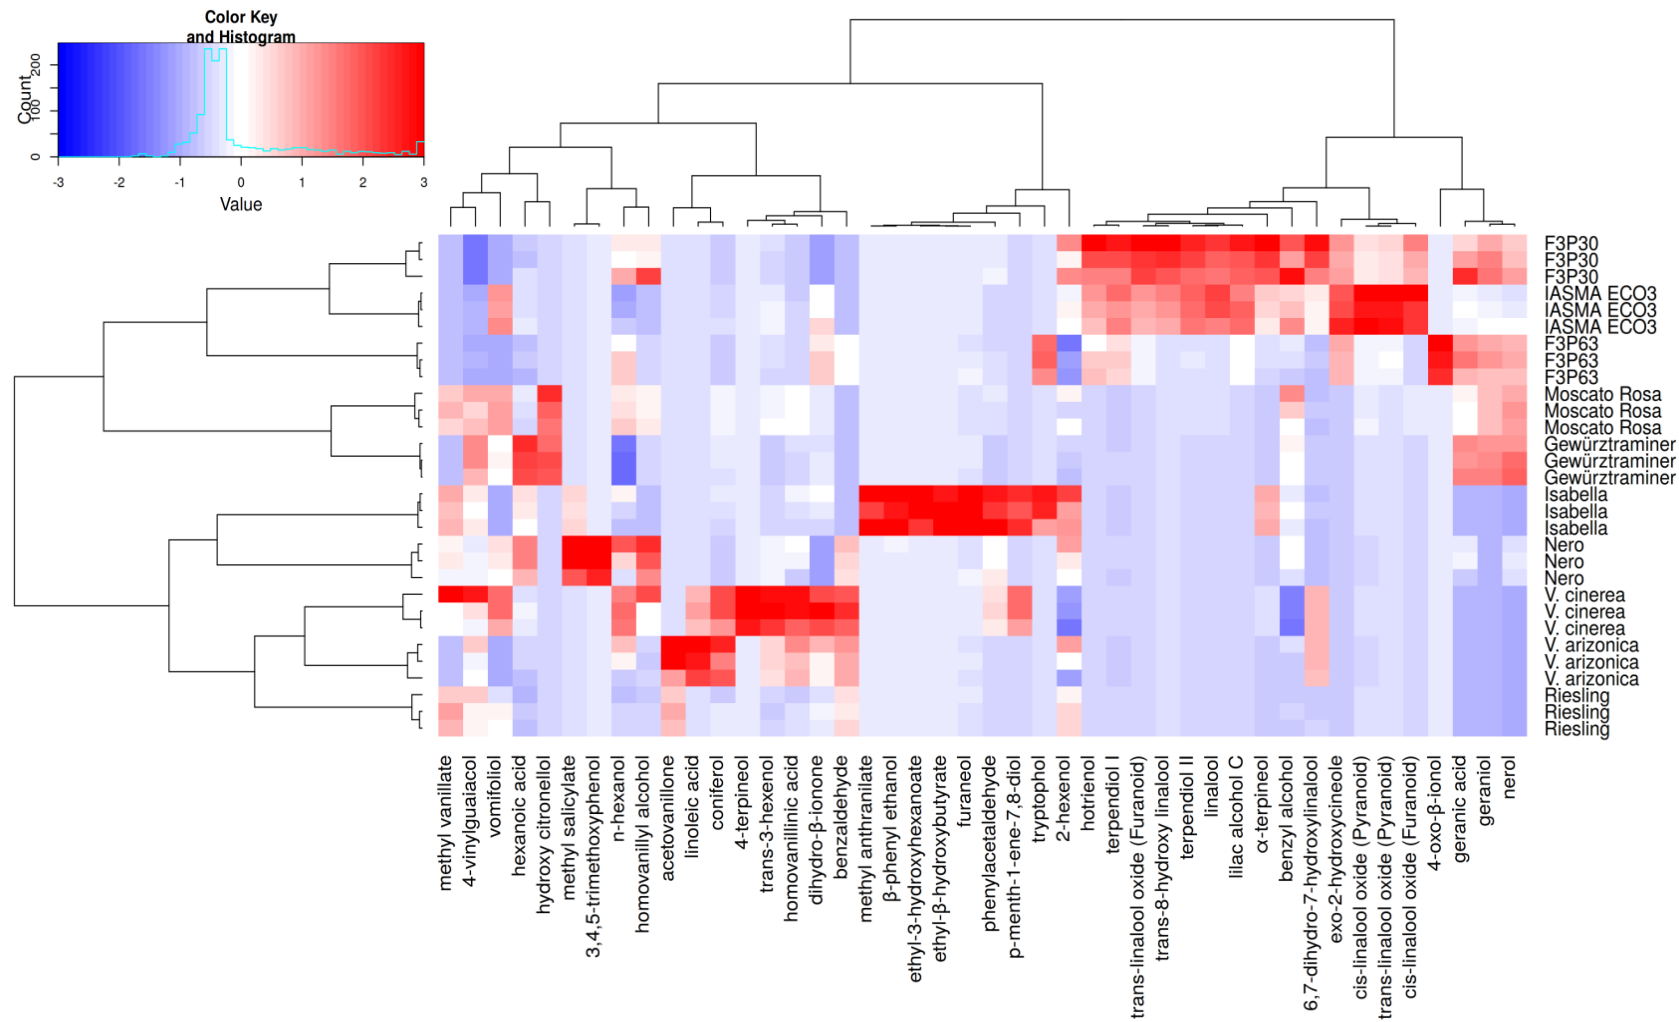 Color Key
and Histogram
Count
0
100
200
-3 -2 -1 0 1 2 3
Value
F3P30
F3P30
F3P30
IASMA ECO3
IASMA ECO3
IASMA ECO3
F3P63
F3P63
F3P63
Moscato Rosa
Moscato Rosa
Moscato Rosa
Gewürztraminer
Gewürztraminer
Gewürztraminer
Isabella
Isabella
Isabella
Nero
Nero
Nero
V. cinerea
V. cinerea
V. cinerea
V. arizonica
V. arizonica
V. arizonica
Riesling
Riesling
Riesling
methyl vanillate
4-vinylguaiacol
vomifoliol
hexanoic acid
hydroxy citronellol
methyl salicylate
3,4,5-trimethoxyphenol
n-hexanol
homovanillyl alcohol
acetovanillone
linoleic acid
coniferol
4-terpineol
trans-3-hexenol
homovanillinic acid
dihydro-β-ionone
benzaldehyde
methyl anthranilate
β-phenyl ethanol
ethyl-3-hydroxyhexanoate
ethyl-β-hydroxybutyrate
furaneol
phenylacetaldehyde
p-menth-1-ene-7,8-diol
tryptophol
2-hexenol
hotrienol
terpendiol I
trans-linalool oxide (Furanoid)
trans-8-hydroxy linalool
terpendiol II
linalool
lilac alcohol C
α-terpineol
benzyl alcohol
6,7-dihydro-7-hydroxylinalool
exo-2-hydroxycineole
cis-linalool oxide (Pyranoid)
trans-linalool oxide (Pyranoid)
cis-linalool oxide (Furanoid)
4-oxo-β-ionol
geranic acid
geraniol
nerol